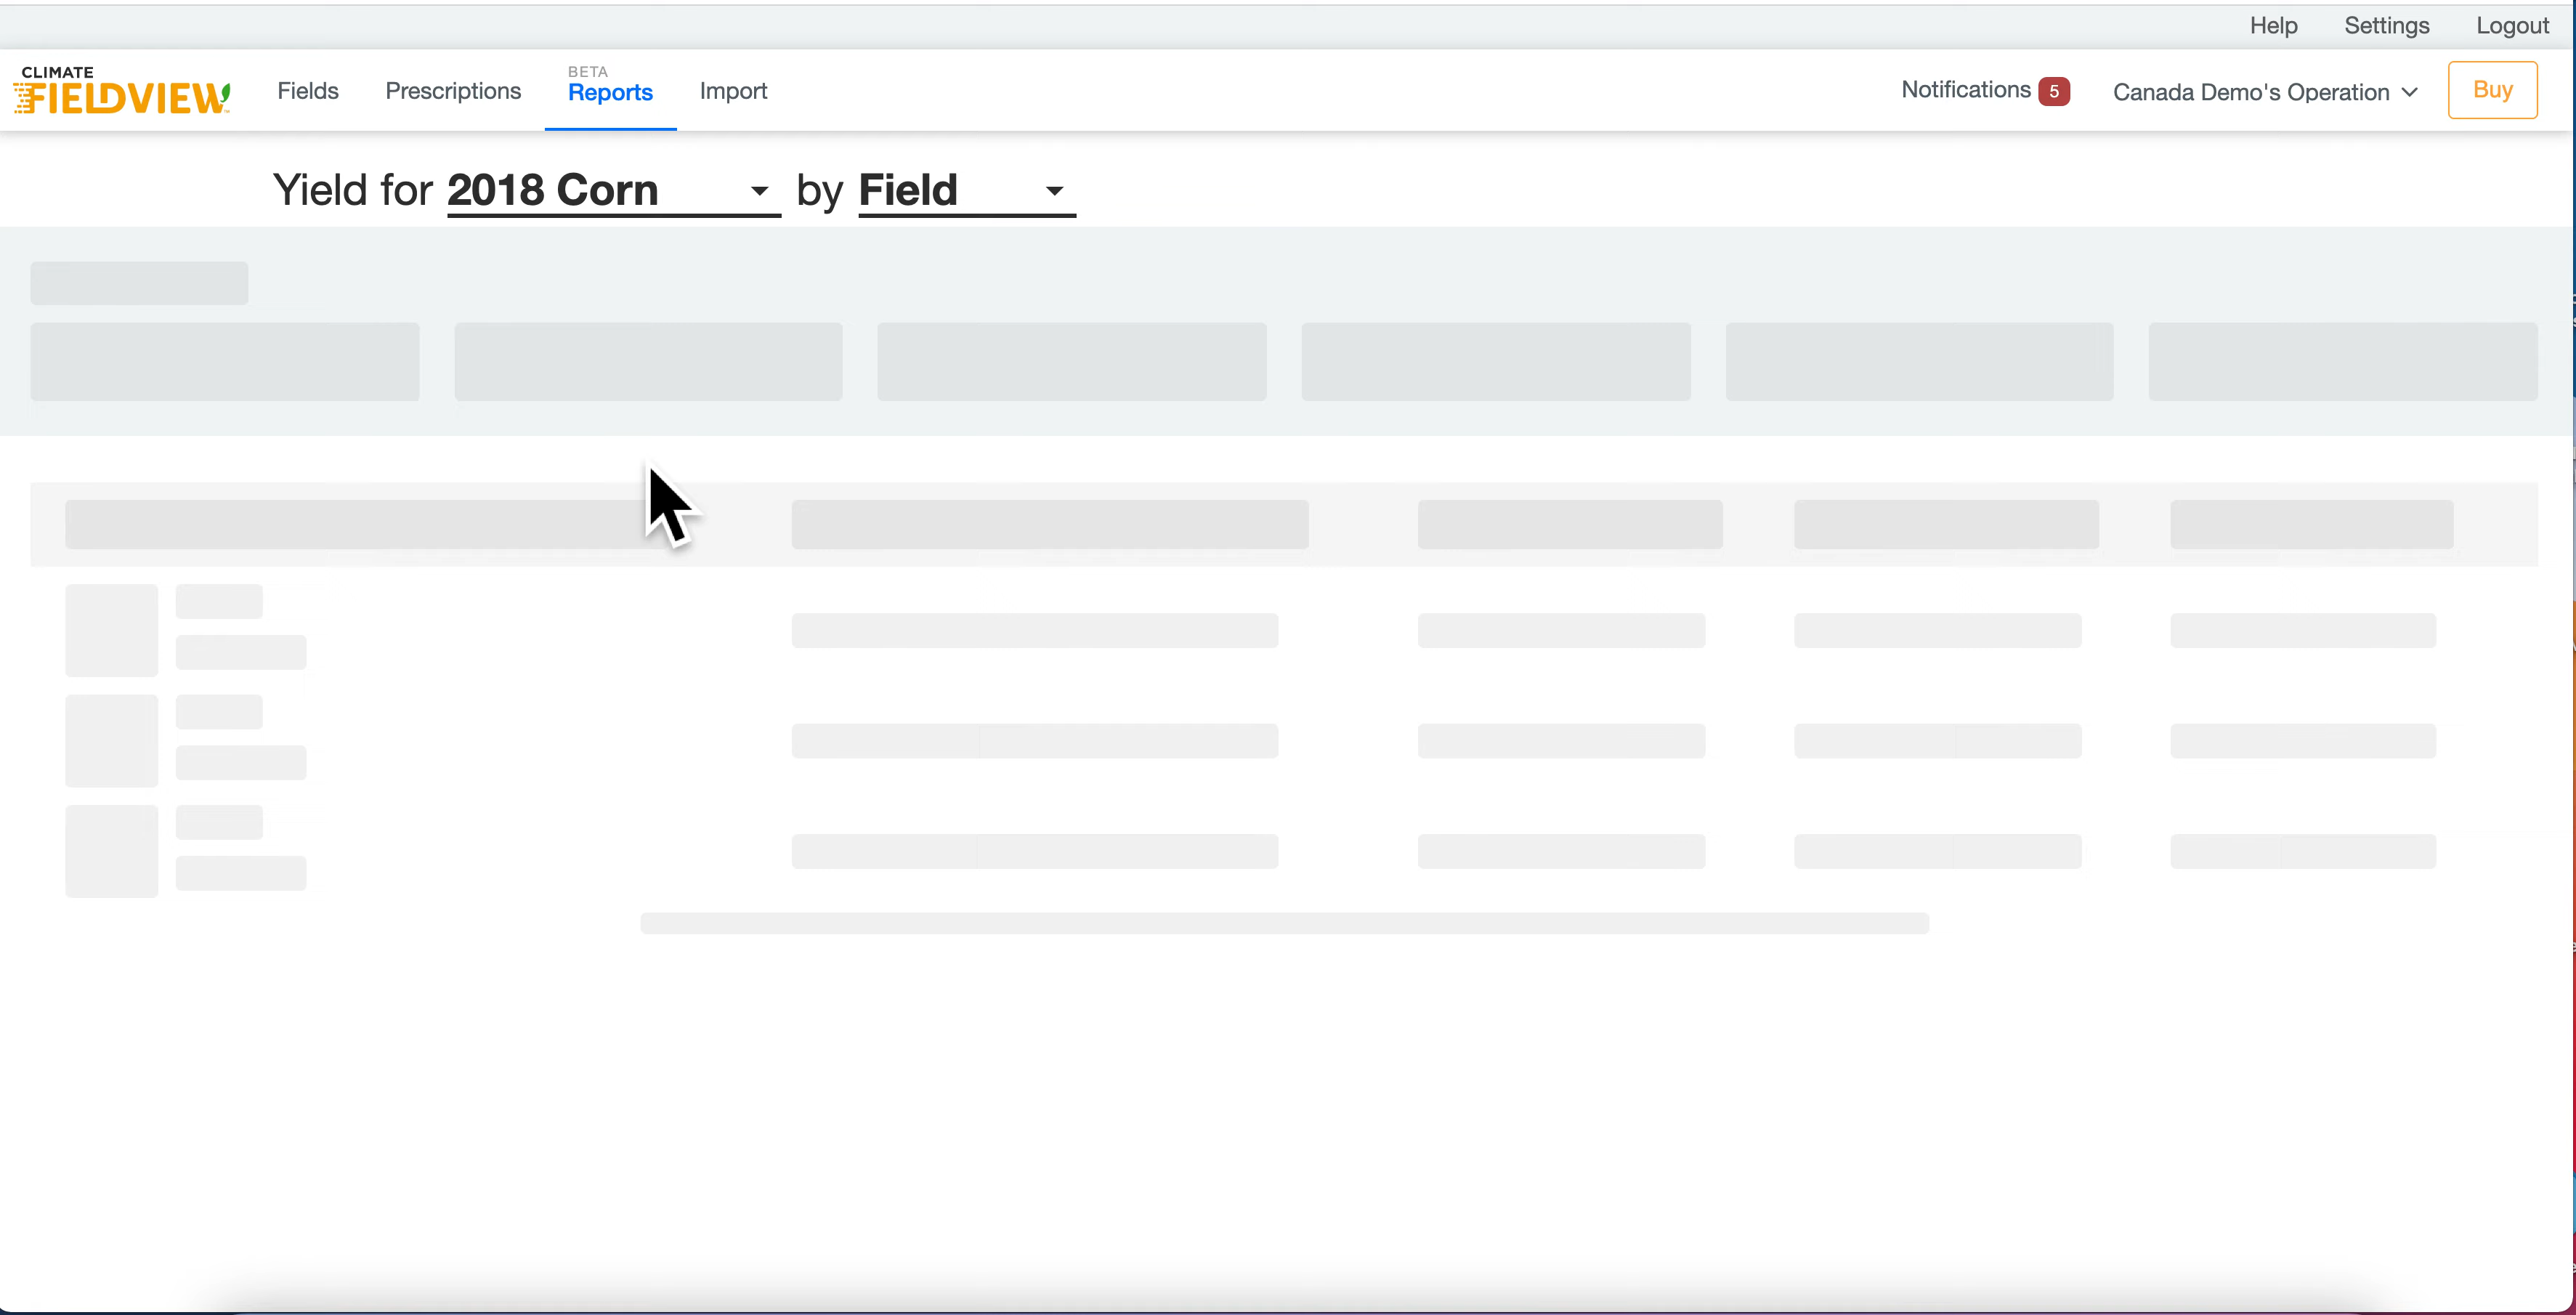 Help Settings Logout
CLIMATE
FIELDVIEW
Fields Prescriptions BETA Reports Import Notifications 5 Canada Demo's Operation Buy
Yield for 2018 Corn by Field